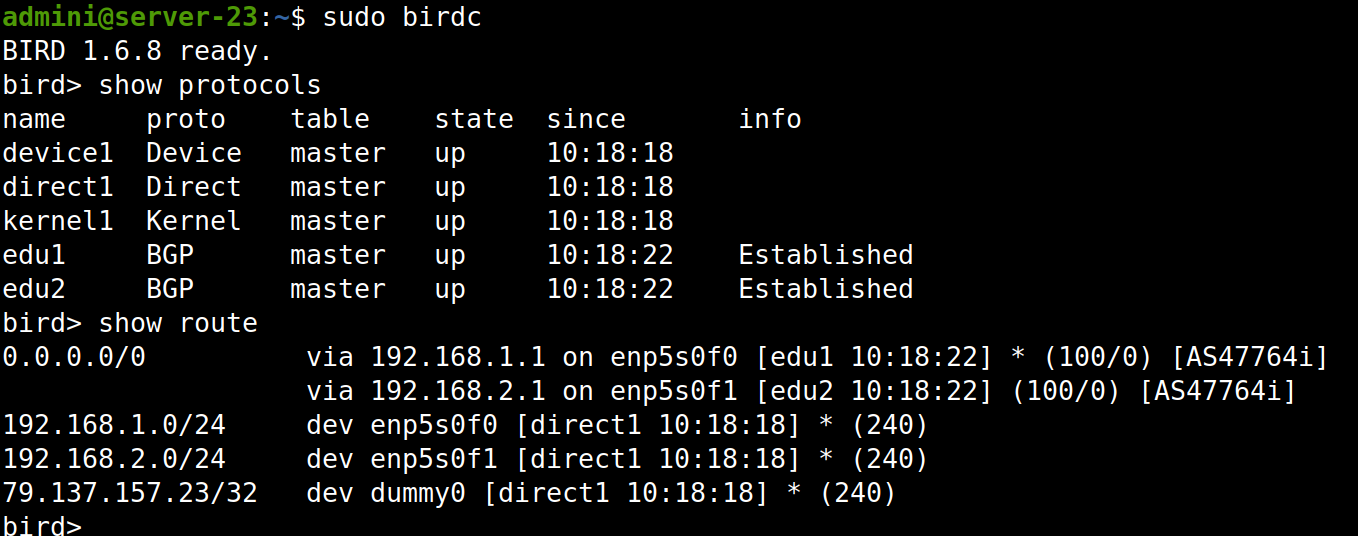 admini@server-23:~$ sudo birdc
BIRD 1.6.8 ready.
bird> show protocols
name     proto    table    state  since       info
device1  Device   master   up     10:18:18
direct1  Direct   master   up     10:18:18
kernel1  Kernel   master   up     10:18:18
edu1     BGP      master   up     10:18:22    Established
edu2     BGP      master   up     10:18:22    Established
bird> show route
0.0.0.0/0          via 192.168.1.1 on enp5s0f0 [edu1 10:18:22] * (100/0) [AS47764i]
                   via 192.168.2.1 on enp5s0f1 [edu2 10:18:22] (100/0) [AS47764i]
192.168.1.0/24     dev enp5s0f0 [direct1 10:18:18] * (240)
192.168.2.0/24     dev enp5s0f1 [direct1 10:18:18] * (240)
79.137.157.23/32   dev dummy0 [direct1 10:18:18] * (240)
bird>